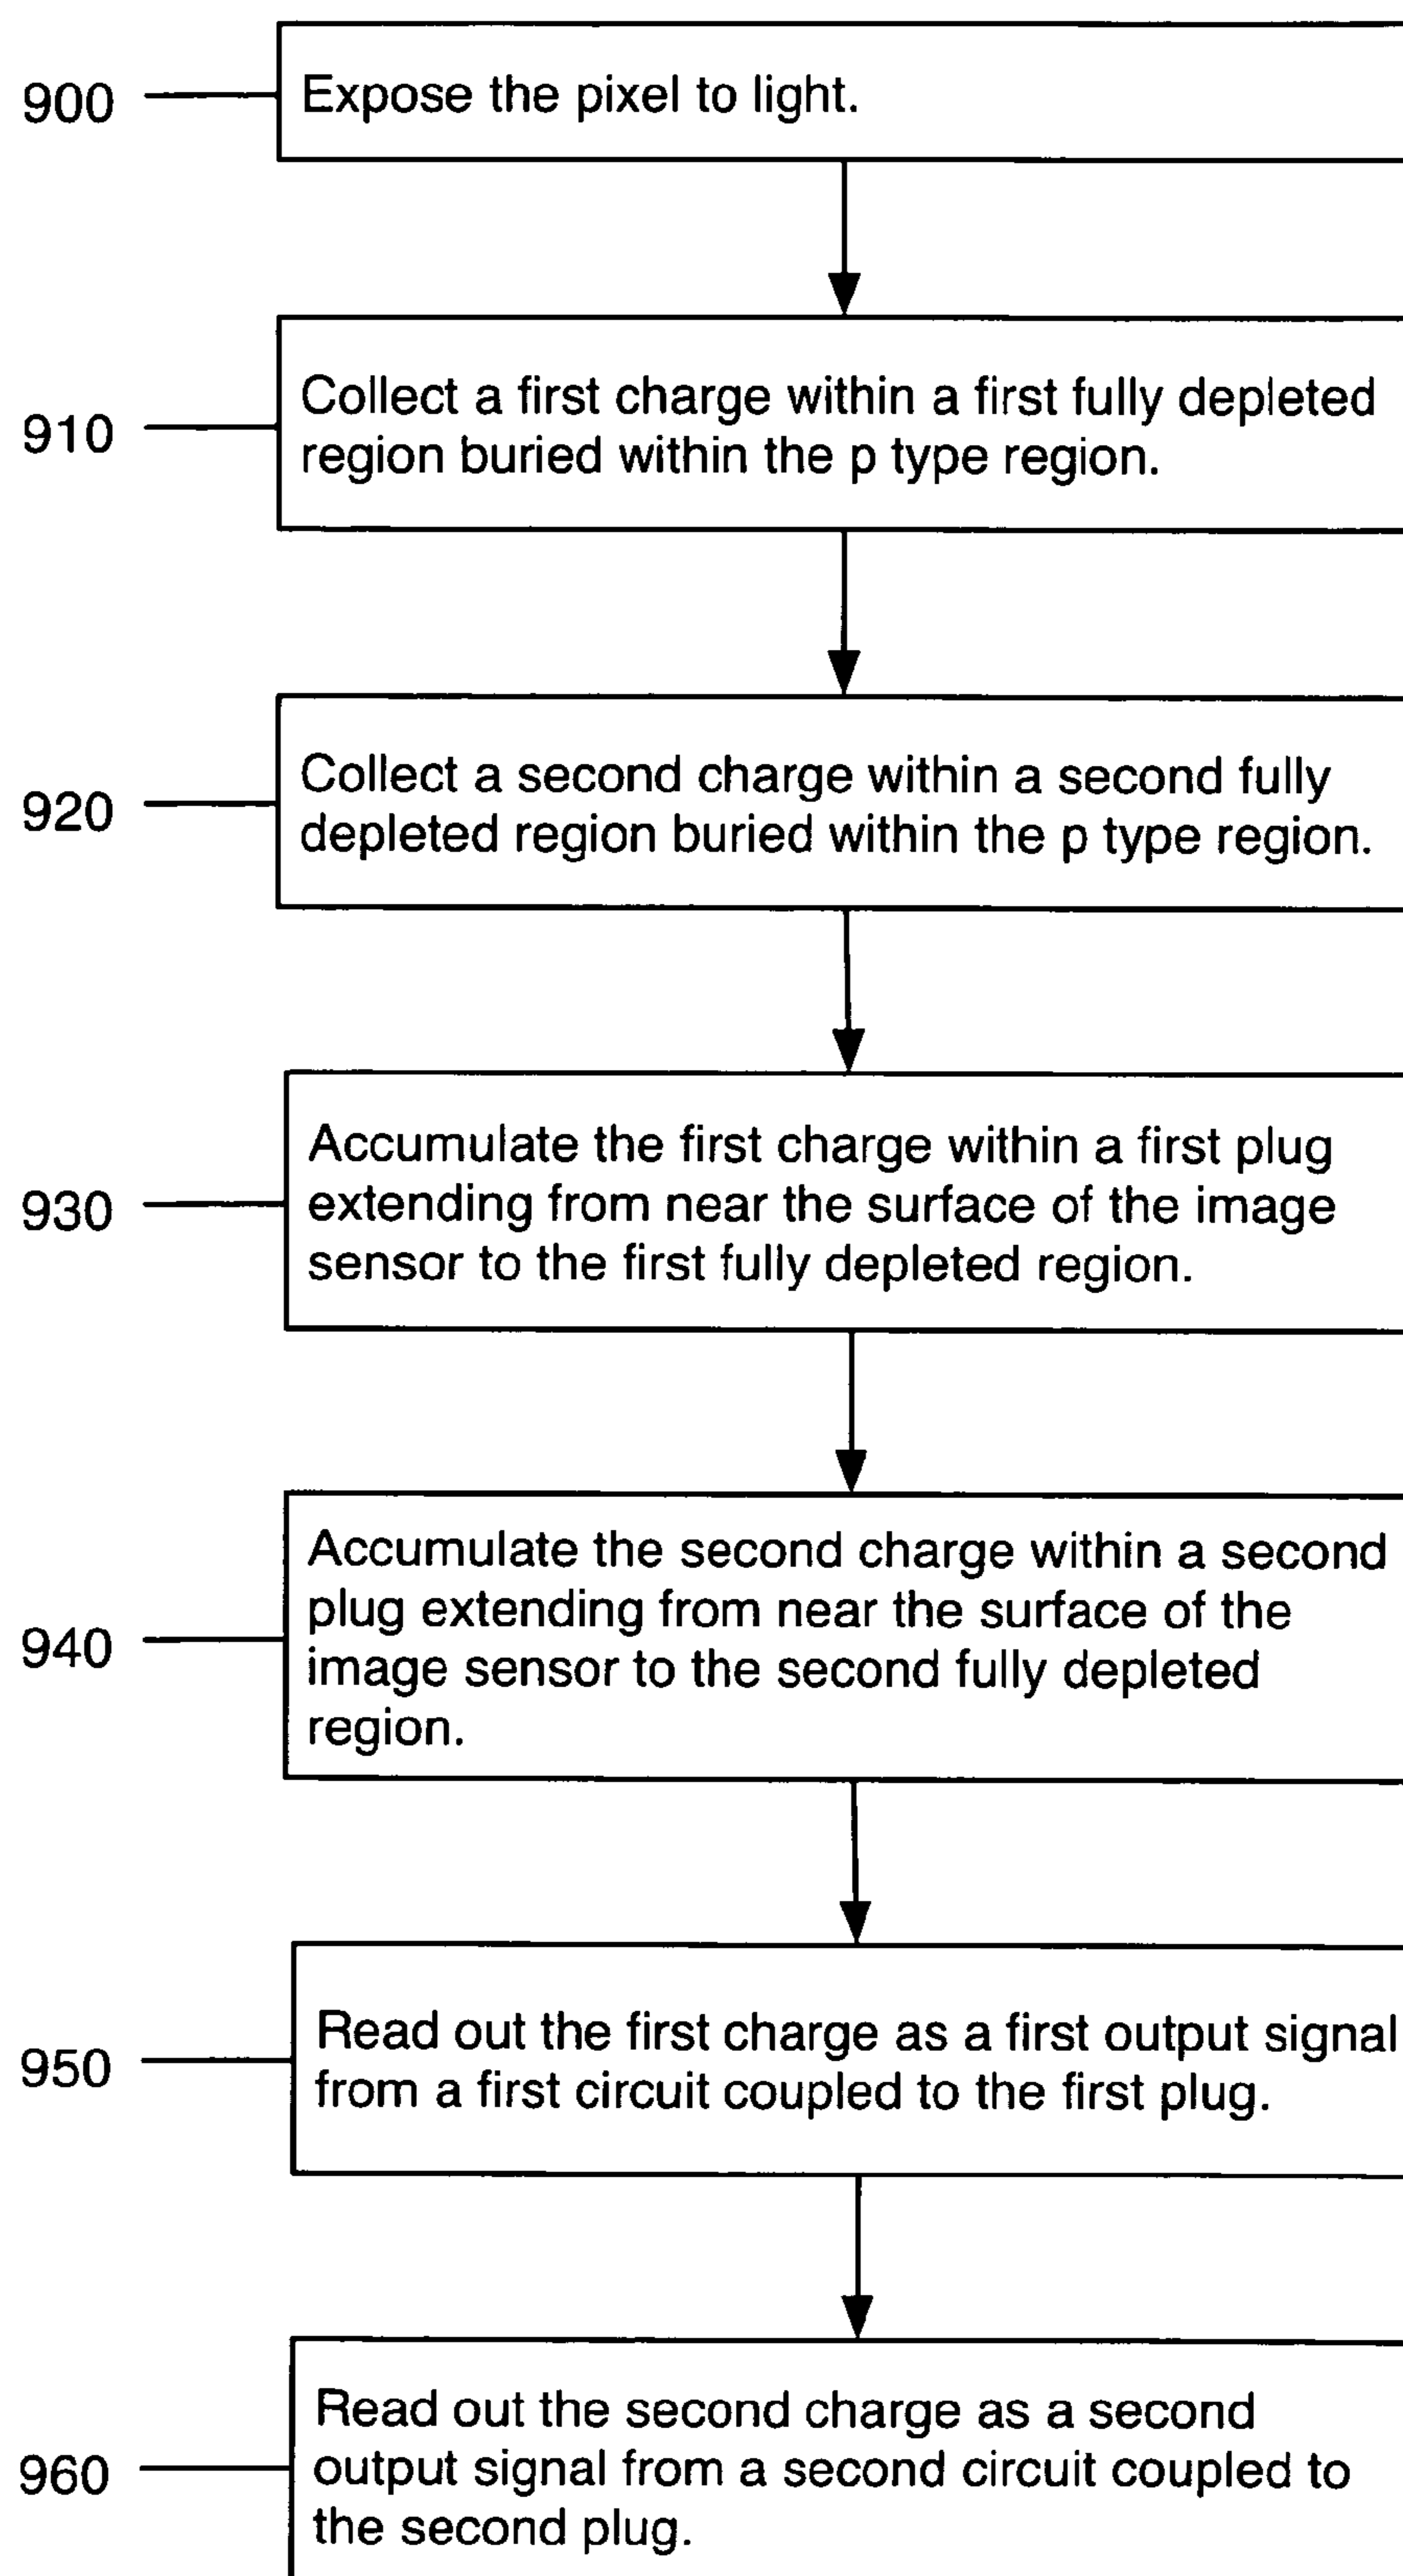 900
Expose the pixel to light.
910
Collect a first charge within a first fully depleted
region buried within the p type region.
920
Collect a second charge within a second fully
depleted region buried within the p type region.
930
Accumulate the first charge within a first plug
extending from near the surface of the image
sensor to the first fully depleted region.
940
Accumulate the second charge within a second
plug extending from near the surface of the
image sensor to the second fully depleted
region.
950
Read out the first charge as a first output signal
from a first circuit coupled to the first plug.
960
Read out the second charge as a second
output signal from a second circuit coupled to
the second plug.